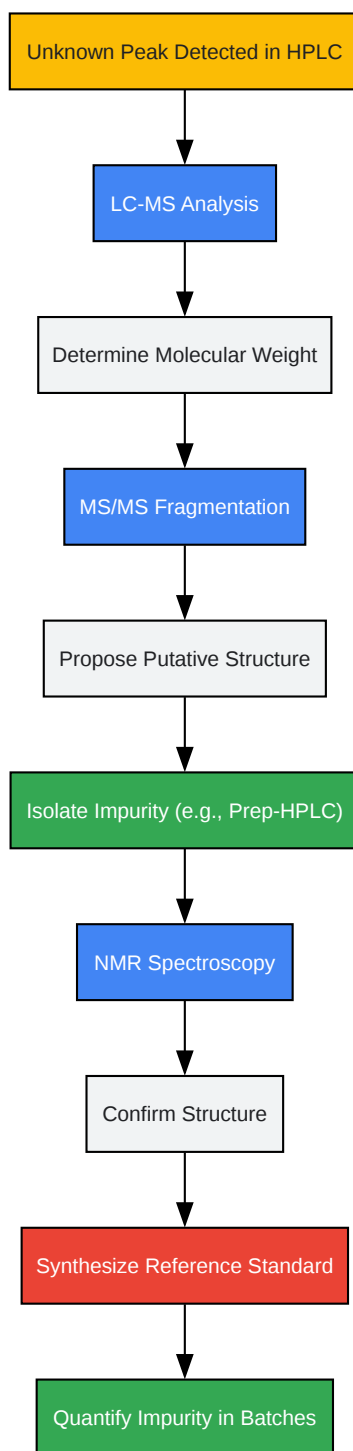 Unknown Peak Detected in HPLC
LC-MS Analysis
Determine Molecular Weight
MS/MS Fragmentation
Propose Putative Structure
Isolate Impurity (e.g., Prep-HPLC)
NMR Spectroscopy
Confirm Structure
Synthesize Reference Standard
Quantify Impurity in Batches